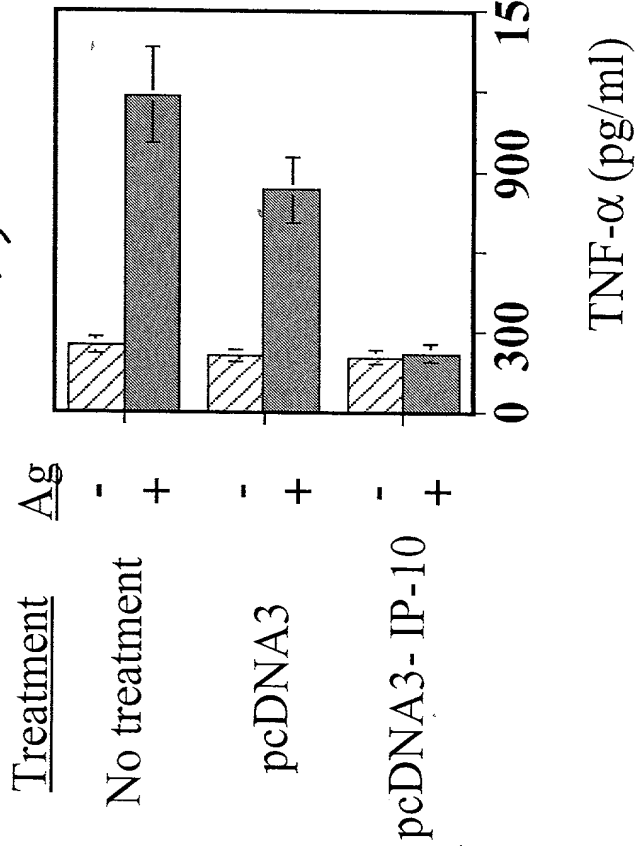 Treatment Ag
No treatment - +
pcDNA3 - +
pcDNA3- IP-10 - +
0 300 900 15
TNF-α (pg/ml)